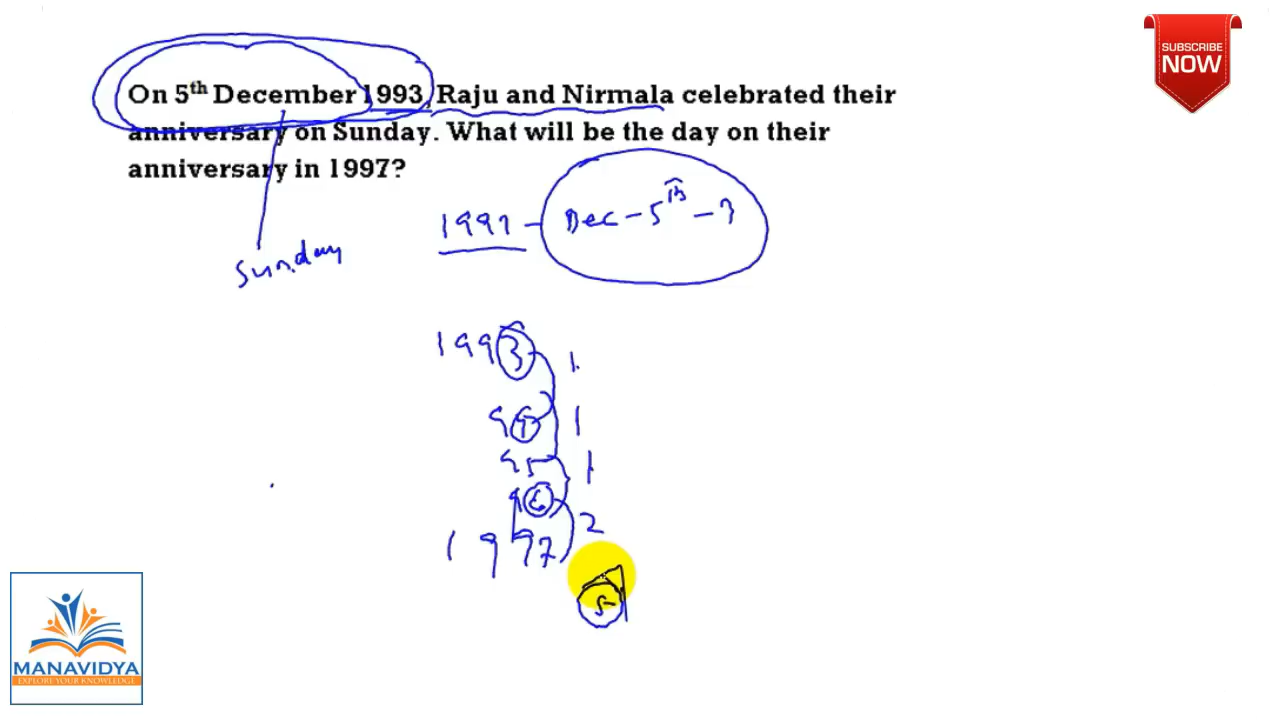 SUBSCRIBE
NOW
On 5th December 1993, Raju and Nirmala celebrated their
anniversary on Sunday. What will be the day on their
anniversary in 1997?
1997 - Dec - 5th - ?
Sunday
1993 1
94 1
95 1
96 2
1997
5
MANAVIDYA
EXPLORE YOUR KNOWLEDGE